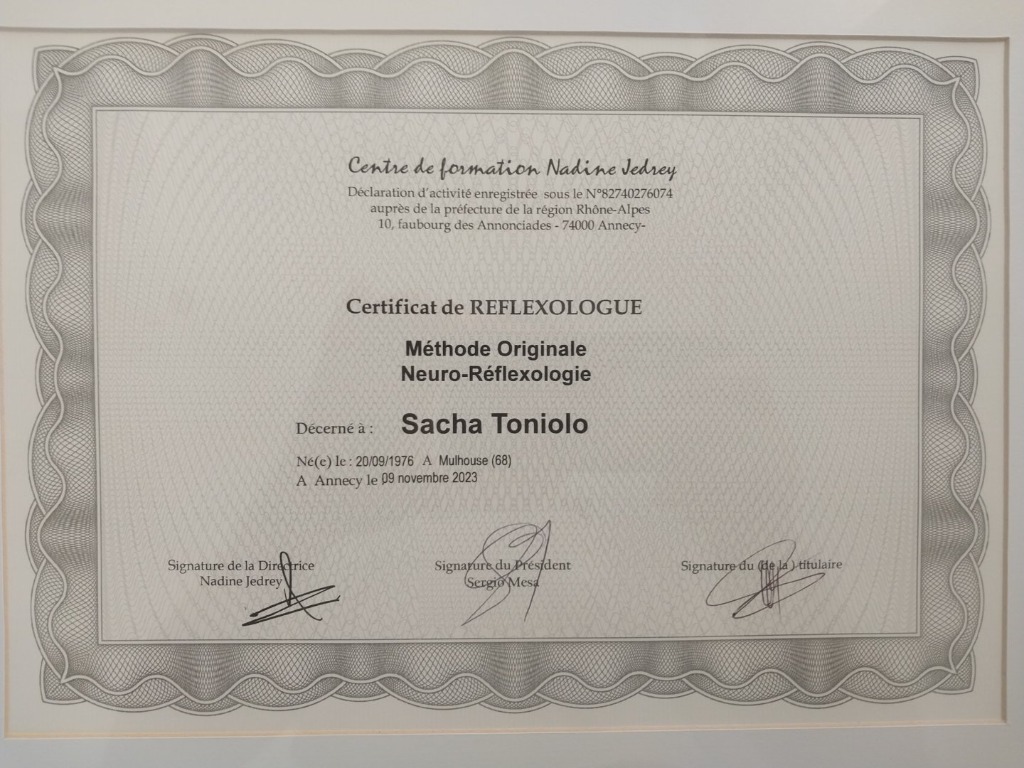 Centre de formation Nadine Jedrey
Déclaration d'activité enregistrée sous le N°82740276074
auprès de la préfecture de la région Rhône-Alpes
10, faubourg des Annonciades - 74000 Annecy-
Certificat de REFLEXOLOGUE
Méthode Originale
Neuro-Réflexologie
Décerné à : Sacha Toniolo
Né(e) le : 20/09/1976 A Mulhouse (68)
A Annecy le 09 novembre 2023
Signature de la Directrice
Nadine Jedrey
Signature du Président
Sergio Mesa
Signature du (de la ) titulaire